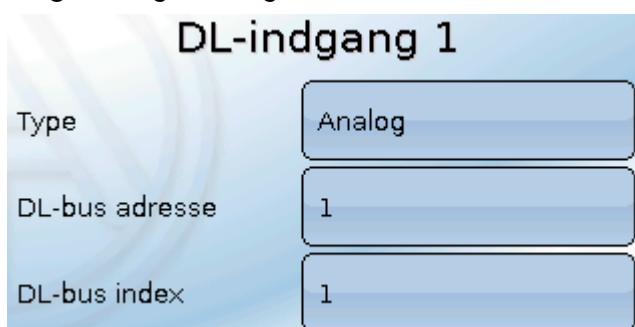 DL-indgang 1
Type Analog
DL-bus adresse 1
DL-bus index 1